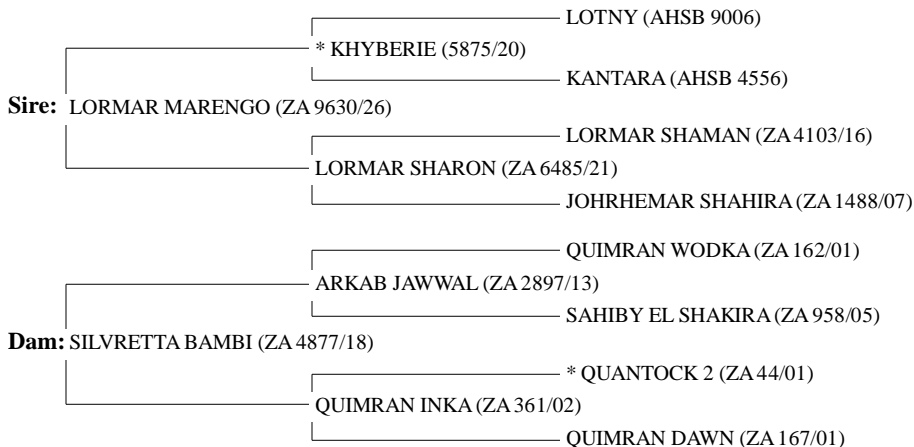 LOTNY (AHSB 9006)
* KHYBERIE (5875/20)
KANTARA (AHSB 4556)
Sire: LORMAR MARENGO (ZA 9630/26)
LORMAR SHAMAN (ZA 4103/16)
LORMAR SHARON (ZA 6485/21)
JOHRHEMAR SHAHIRA (ZA 1488/07)
QUIMRAN WODKA (ZA 162/01)
ARKAB JAWWAL (ZA 2897/13)
SAHIBY EL SHAKIRA (ZA 958/05)
Dam: SILVRETTA BAMBI (ZA 4877/18)
* QUANTOCK 2 (ZA 44/01)
QUIMRAN INKA (ZA 361/02)
QUIMRAN DAWN (ZA 167/01)